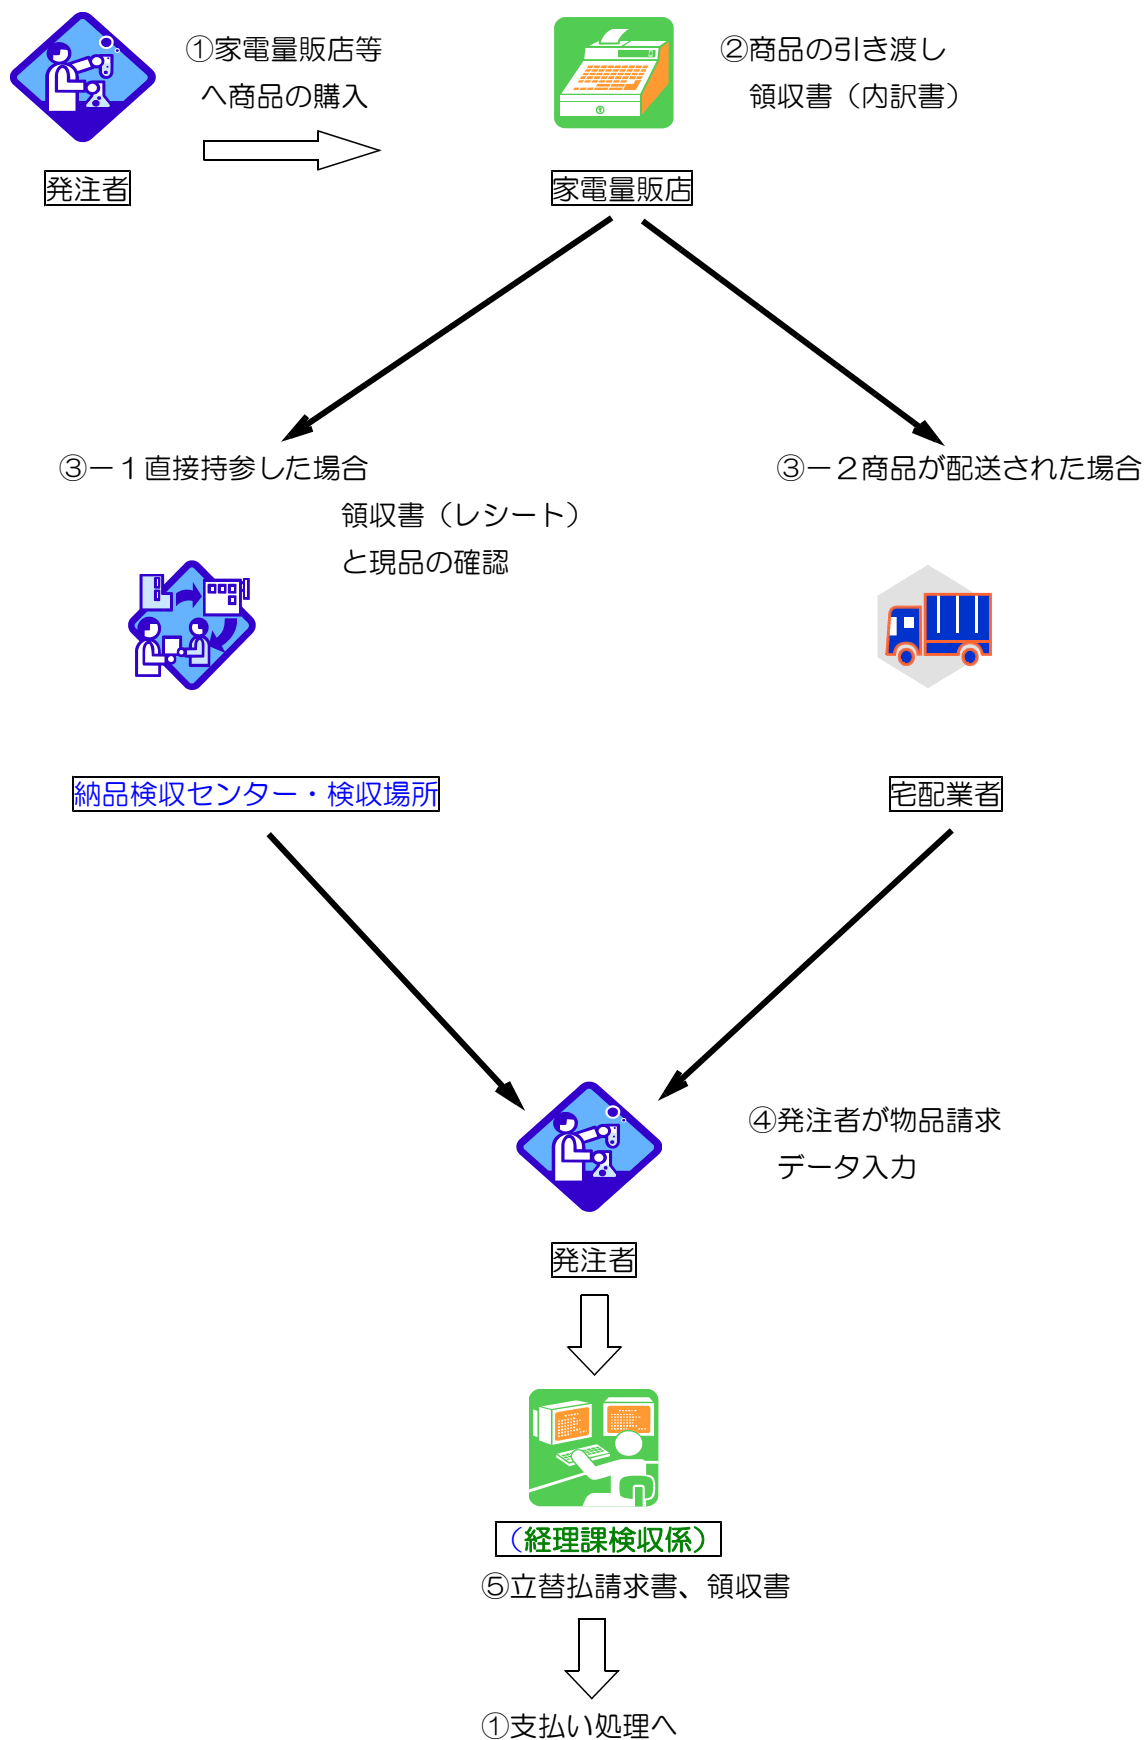 ①家電量販店等
へ商品の購入
②商品の引き渡し
領収書（内訳書）
発注者
家電量販店
③－１直接持参した場合
領収書（レシート）
と現品の確認
③－２商品が配送された場合
納品検収センター・検収場所
宅配業者
④発注者が物品請求
データ入力
発注者
（経理課検収係）
⑤立替払請求書、領収書
①支払い処理へ